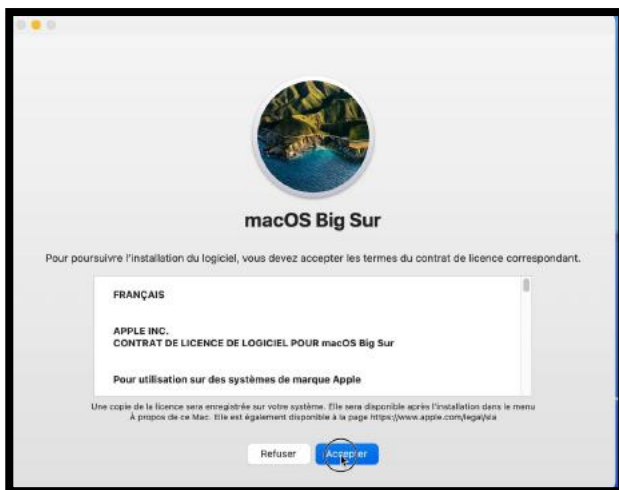 macOS Big Sur
Pour poursuivre l'installation du logiciel, vous devez accepter les termes du contrat de licence correspondant.
FRANÇAIS
APPLE INC.
CONTRAT DE LICENCE DE LOGICIEL POUR macOS Big Sur
Pour utilisation sur des systèmes de marque Apple
Une copie de la licence sera enregistrée sur votre système. Elle sera disponible après l'installation dans le menu
À propos de ce Mac. Elle est également disponible à la page https://www.apple.com/legal/sla
Refuser Accepter